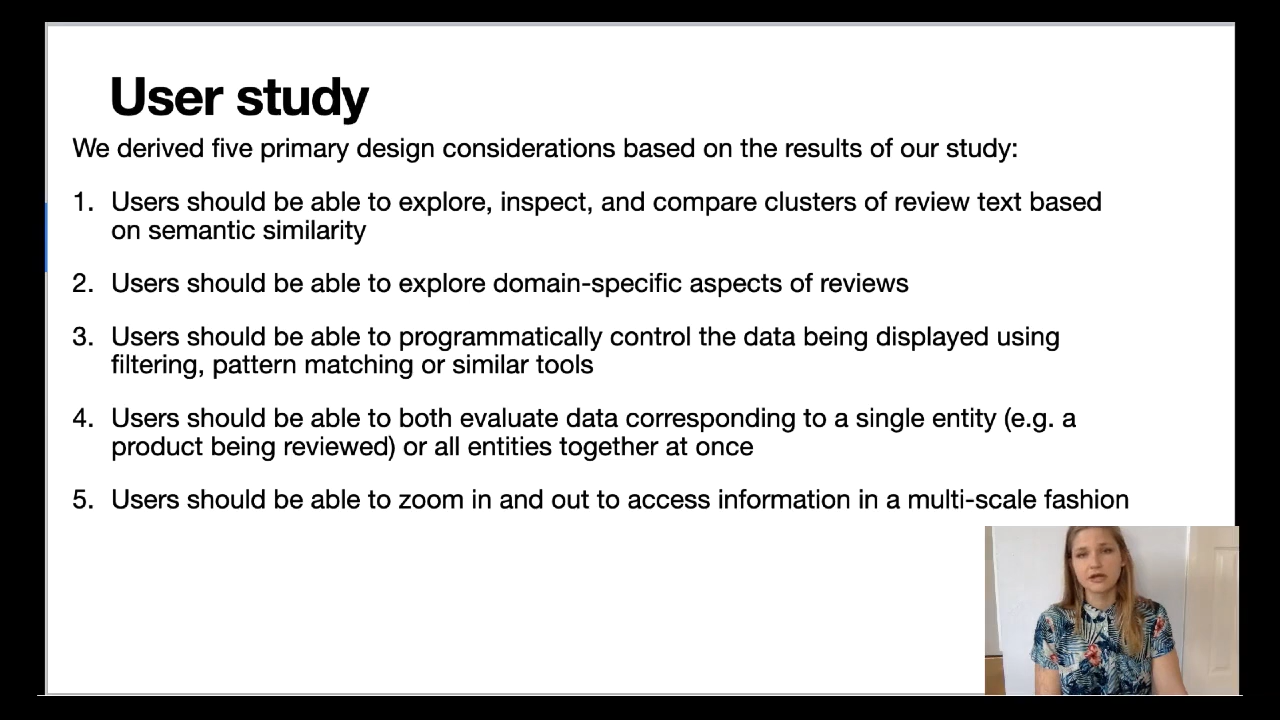 User study
We derived five primary design considerations based on the results of our study:
1. Users should be able to explore, inspect, and compare clusters of review text based
on semantic similarity
2. Users should be able to explore domain-specific aspects of reviews
3. Users should be able to programmatically control the data being displayed using
filtering, pattern matching or similar tools
4. Users should be able to both evaluate data corresponding to a single entity (e.g. a
product being reviewed) or all entities together at once
5. Users should be able to zoom in and out to access information in a multi-scale fashion